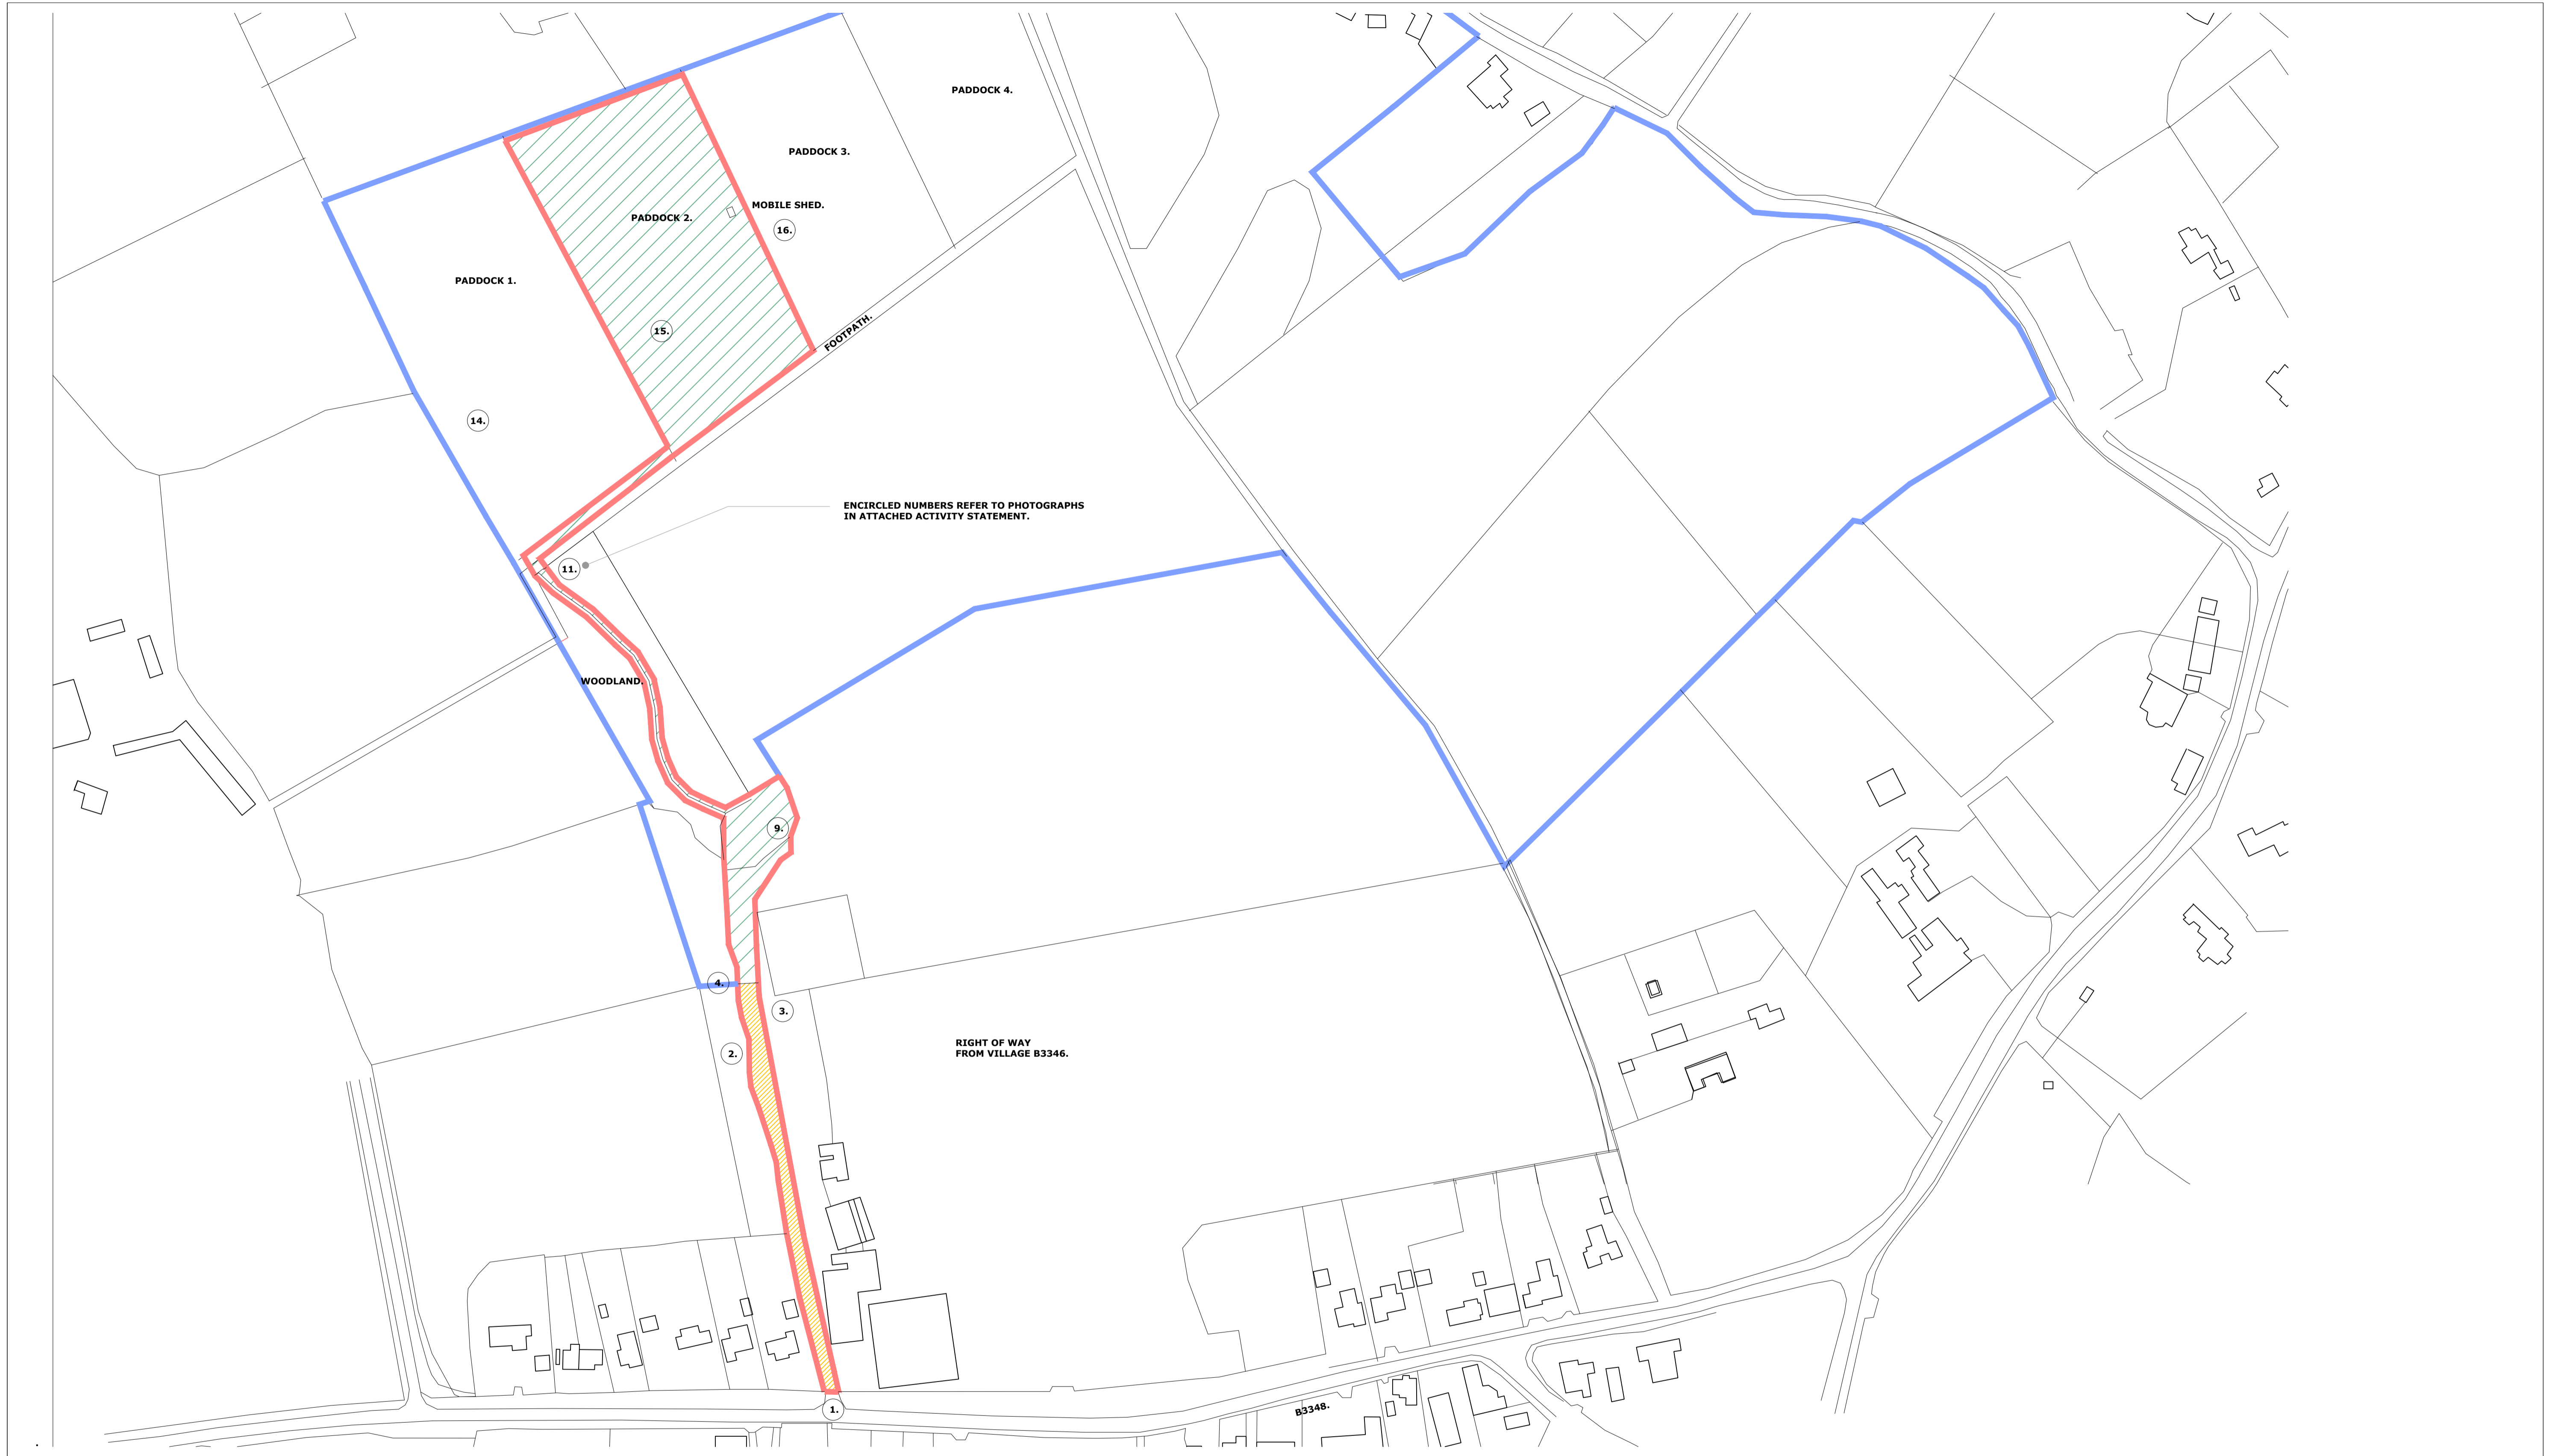 PADDOCK 4.
PADDOCK 3.
MOBILE SHED.
PADDOCK 2.
16.
PADDOCK 1.
15.
FOOTPATH.
14.
ENCIRCLED NUMBERS REFER TO PHOTOGRAPHS
IN ATTACHED ACTIVITY STATEMENT.
11.
WOODLAND.
9.
4.
3.
2.
RIGHT OF WAY
FROM VILLAGE B3346.
1.
B3348.